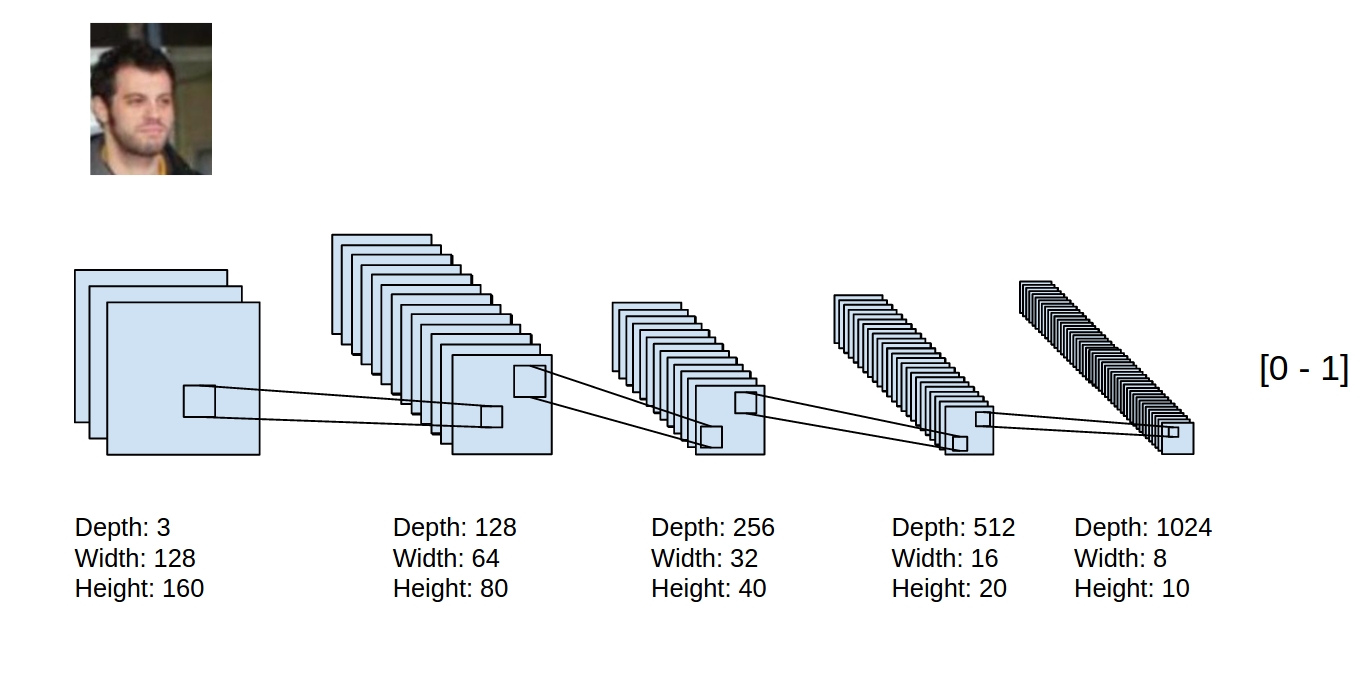 [0 - 1]
Depth: 3
Width: 128
Height: 160
Depth: 128
Width: 64
Height: 80
Depth: 256
Width: 32
Height: 40
Depth: 512
Width: 16
Height: 20
Depth: 1024
Width: 8
Height: 10